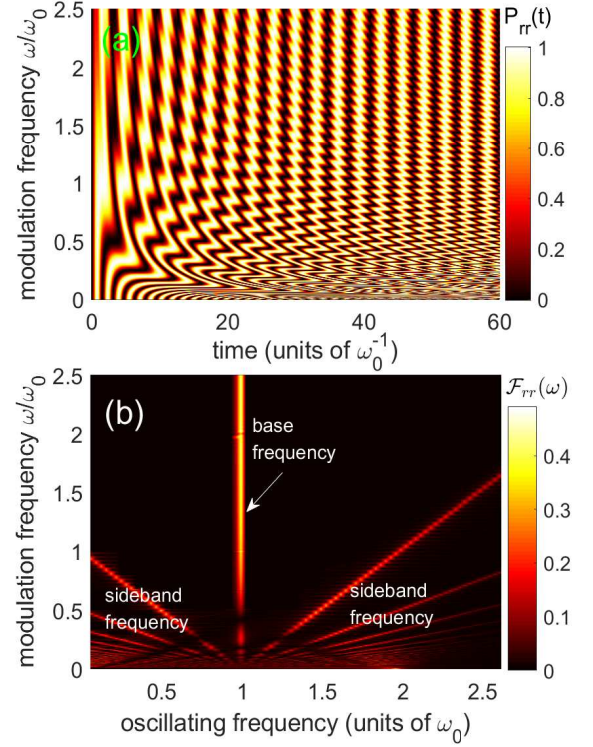 P_rr(t)
(a)
modulation frequency ω/ω_0
2.5
2
1.5
1
0.5
0
0 20 40 60
time (units of ω_0^-1)
1
0.8
0.6
0.4
0.2
0
F_rr(ω)
(b)
modulation frequency ω/ω_0
2.5
2
1.5
1
0.5
0
base
frequency
sideband
frequency
sideband
frequency
0.5 1 1.5 2 2.5
oscillating frequency (units of ω_0)
0.4
0.3
0.2
0.1
0